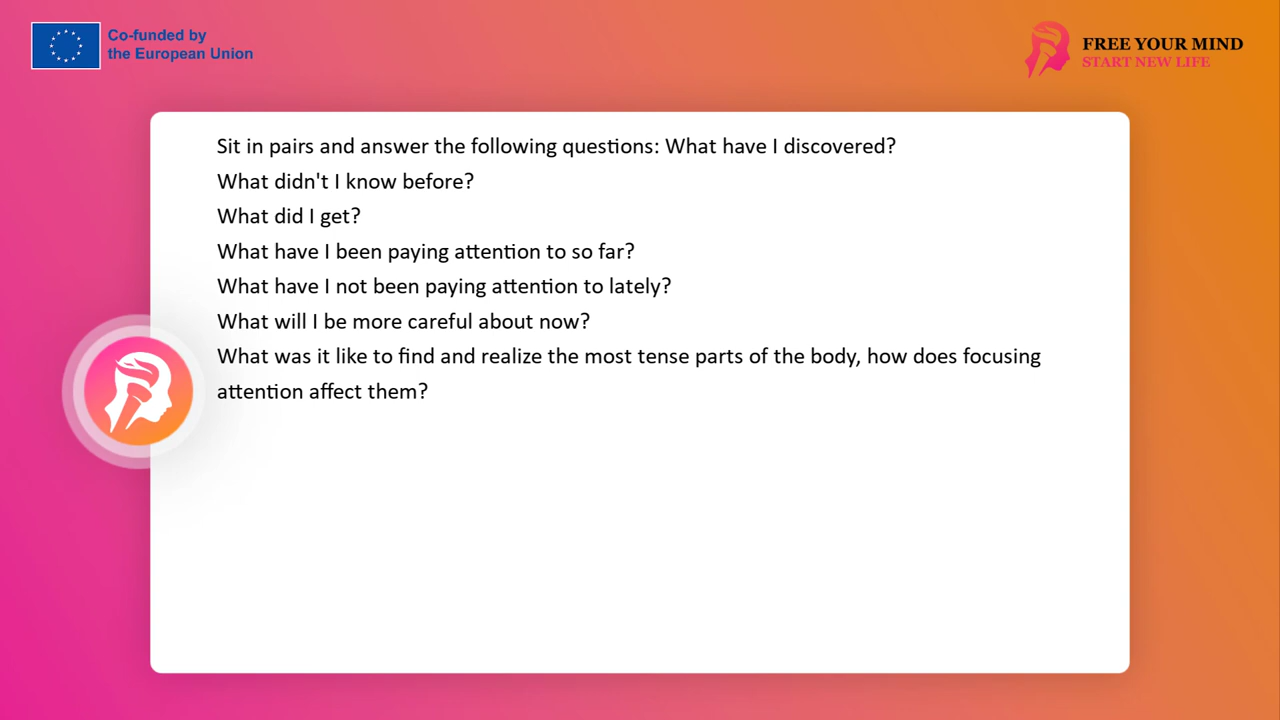 Co-funded by
the European Union
FREE YOUR MIND
START NEW LIFE
Sit in pairs and answer the following questions: What have I discovered?
What didn't I know before?
What did I get?
What have I been paying attention to so far?
What have I not been paying attention to lately?
What will I be more careful about now?
What was it like to find and realize the most tense parts of the body, how does focusing
attention affect them?